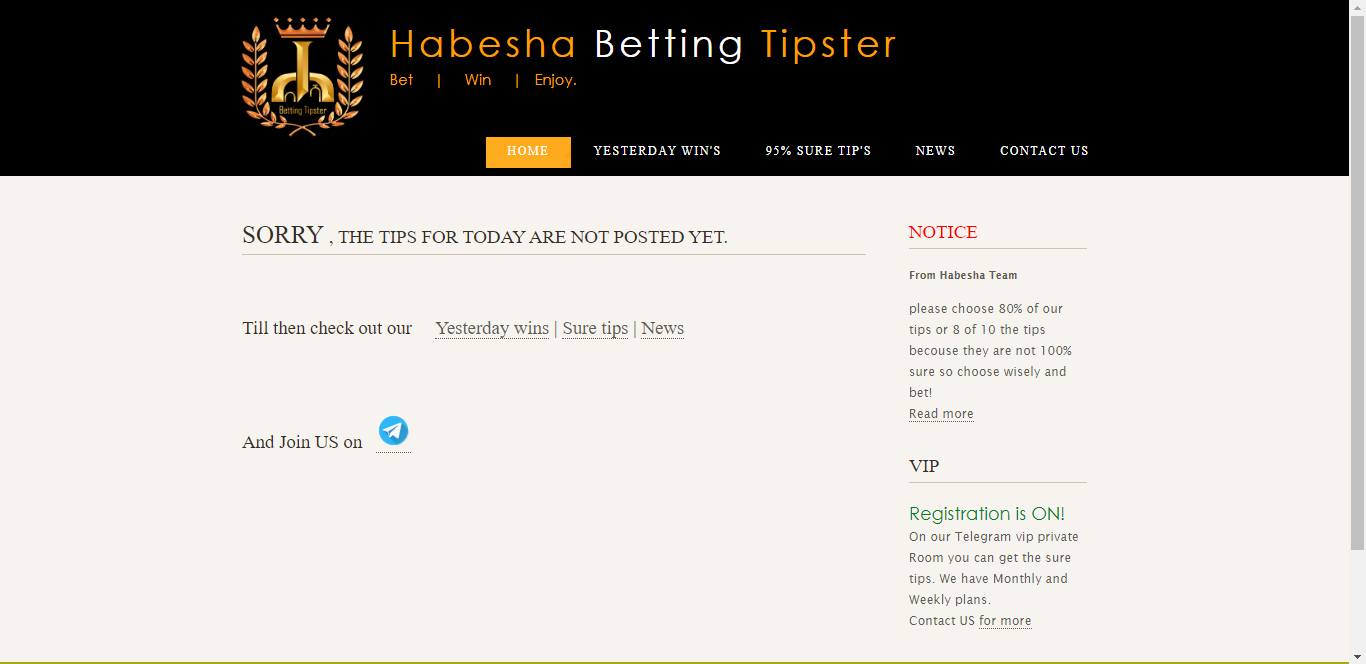 Habesha Betting Tipster
Bet | Win | Enjoy.
Betting Tipster
HOME YESTERDAY WIN'S 95% SURE TIP'S NEWS CONTACT US
SORRY , THE TIPS FOR TODAY ARE NOT POSTED YET.
Till then check out our Yesterday wins | Sure tips | News
And Join US on
NOTICE
From Habesha Team
please choose 80% of our
tips or 8 of 10 the tips
becouse they are not 100%
sure so choose wisely and
bet!
Read more
VIP
Registration is ON!
On our Telegram vip private
Room you can get the sure
tips. We have Monthly and
Weekly plans.
Contact US for more